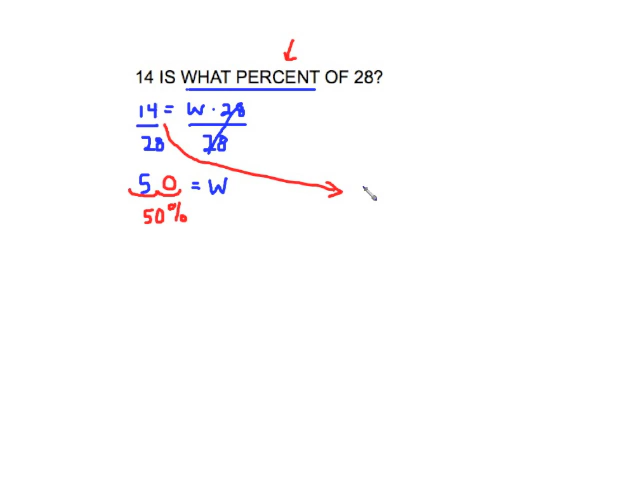 14 IS WHAT PERCENT OF 28?
14 = W · 28
28 28
50 = W
50%